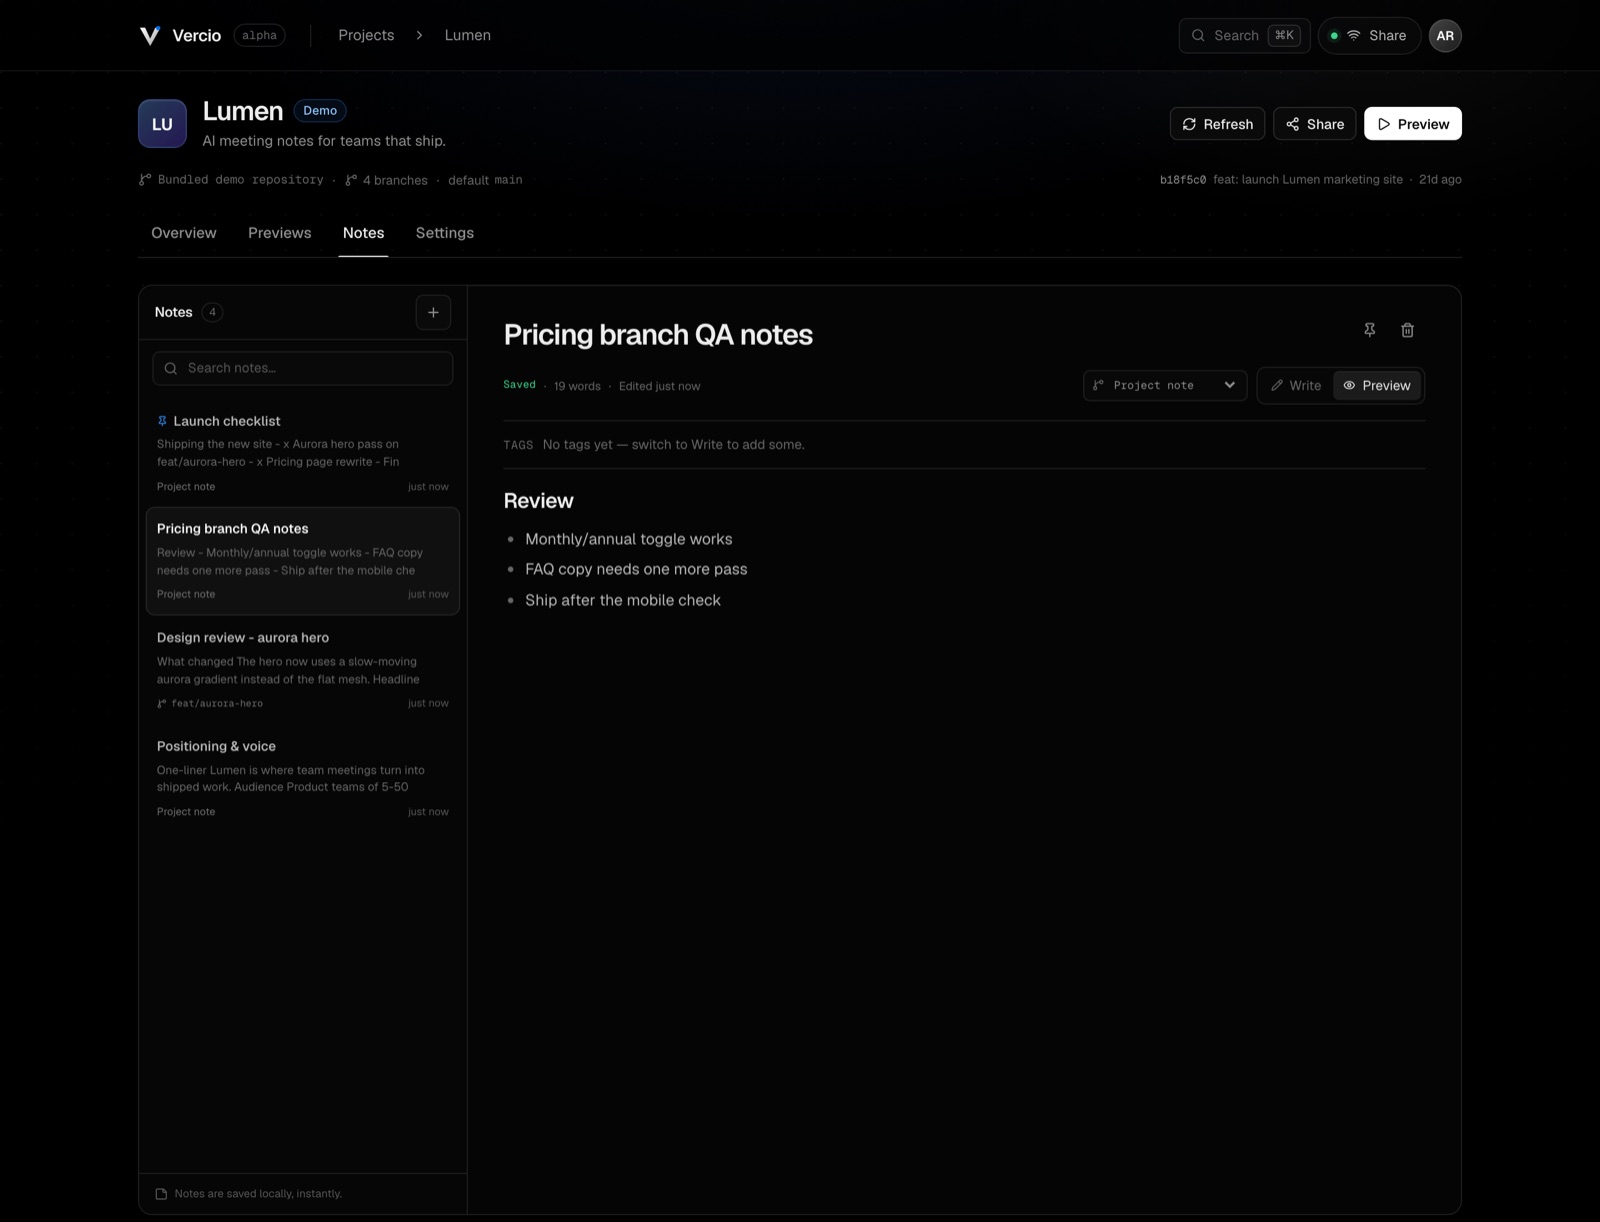 Vercio alpha Projects > Lumen Search ⌘K Share AR
LU Lumen Demo
AI meeting notes for teams that ship.
Refresh Share Preview
Bundled demo repository · 4 branches · default main
b18f5c0 feat: launch Lumen marketing site · 21d ago
Overview Previews Notes Settings
Notes 4 +
Search notes...
Launch checklist
Shipping the new site - x Aurora hero pass on
feat/aurora-hero - x Pricing page rewrite - Fin
Project note just now
Pricing branch QA notes
Review - Monthly/annual toggle works - FAQ copy
needs one more pass - Ship after the mobile che
Project note just now
Design review - aurora hero
What changed The hero now uses a slow-moving
aurora gradient instead of the flat mesh. Headline
feat/aurora-hero just now
Positioning & voice
One-liner Lumen is where team meetings turn into
shipped work. Audience Product teams of 5-50
Project note just now
Notes are saved locally, instantly.
Pricing branch QA notes
Saved · 19 words · Edited just now
Project note Write Preview
TAGS No tags yet — switch to Write to add some.
Review
• Monthly/annual toggle works
• FAQ copy needs one more pass
• Ship after the mobile check